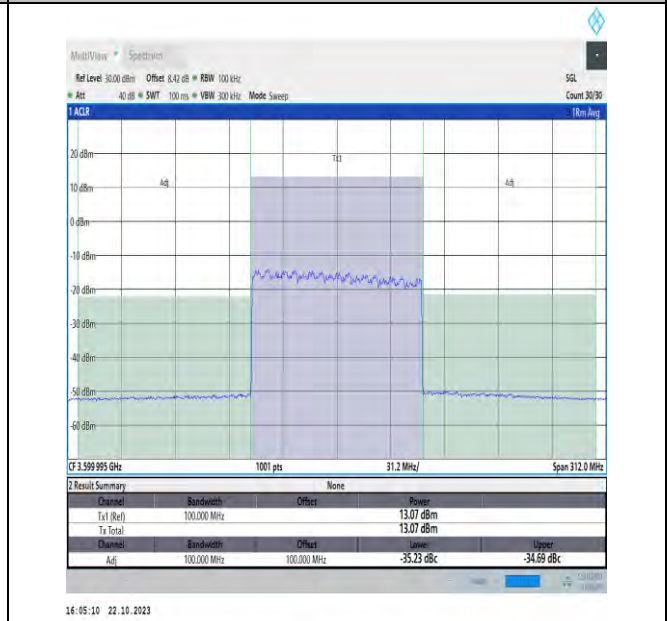 MultiView Spectrum
Ref Level 30.00 dBm Offset 8.42 dB RBW 100 kHz SGL
Att 40 dB SWT 100 ms VBW 300 kHz Mode Sweep Count 30/30
1 ACLR 1Rm Avg
20 dBm
Tx1
Adj Adj
10 dBm
0 dBm
-10 dBm
-20 dBm
-30 dBm
-40 dBm
-50 dBm
-60 dBm
CF 3.599 995 GHz 1001 pts 31.2 MHz/ Span 312.0 MHz
2 Result Summary None
Channel Bandwidth Offset Power
Tx1 (Ref) 100.000 MHz 13.07 dBm
Tx Total 13.07 dBm
Channel Bandwidth Offset Lower Upper
Adj 100.000 MHz 100.000 MHz -35.23 dBc -34.69 dBc
16:05:10 22.10.2023